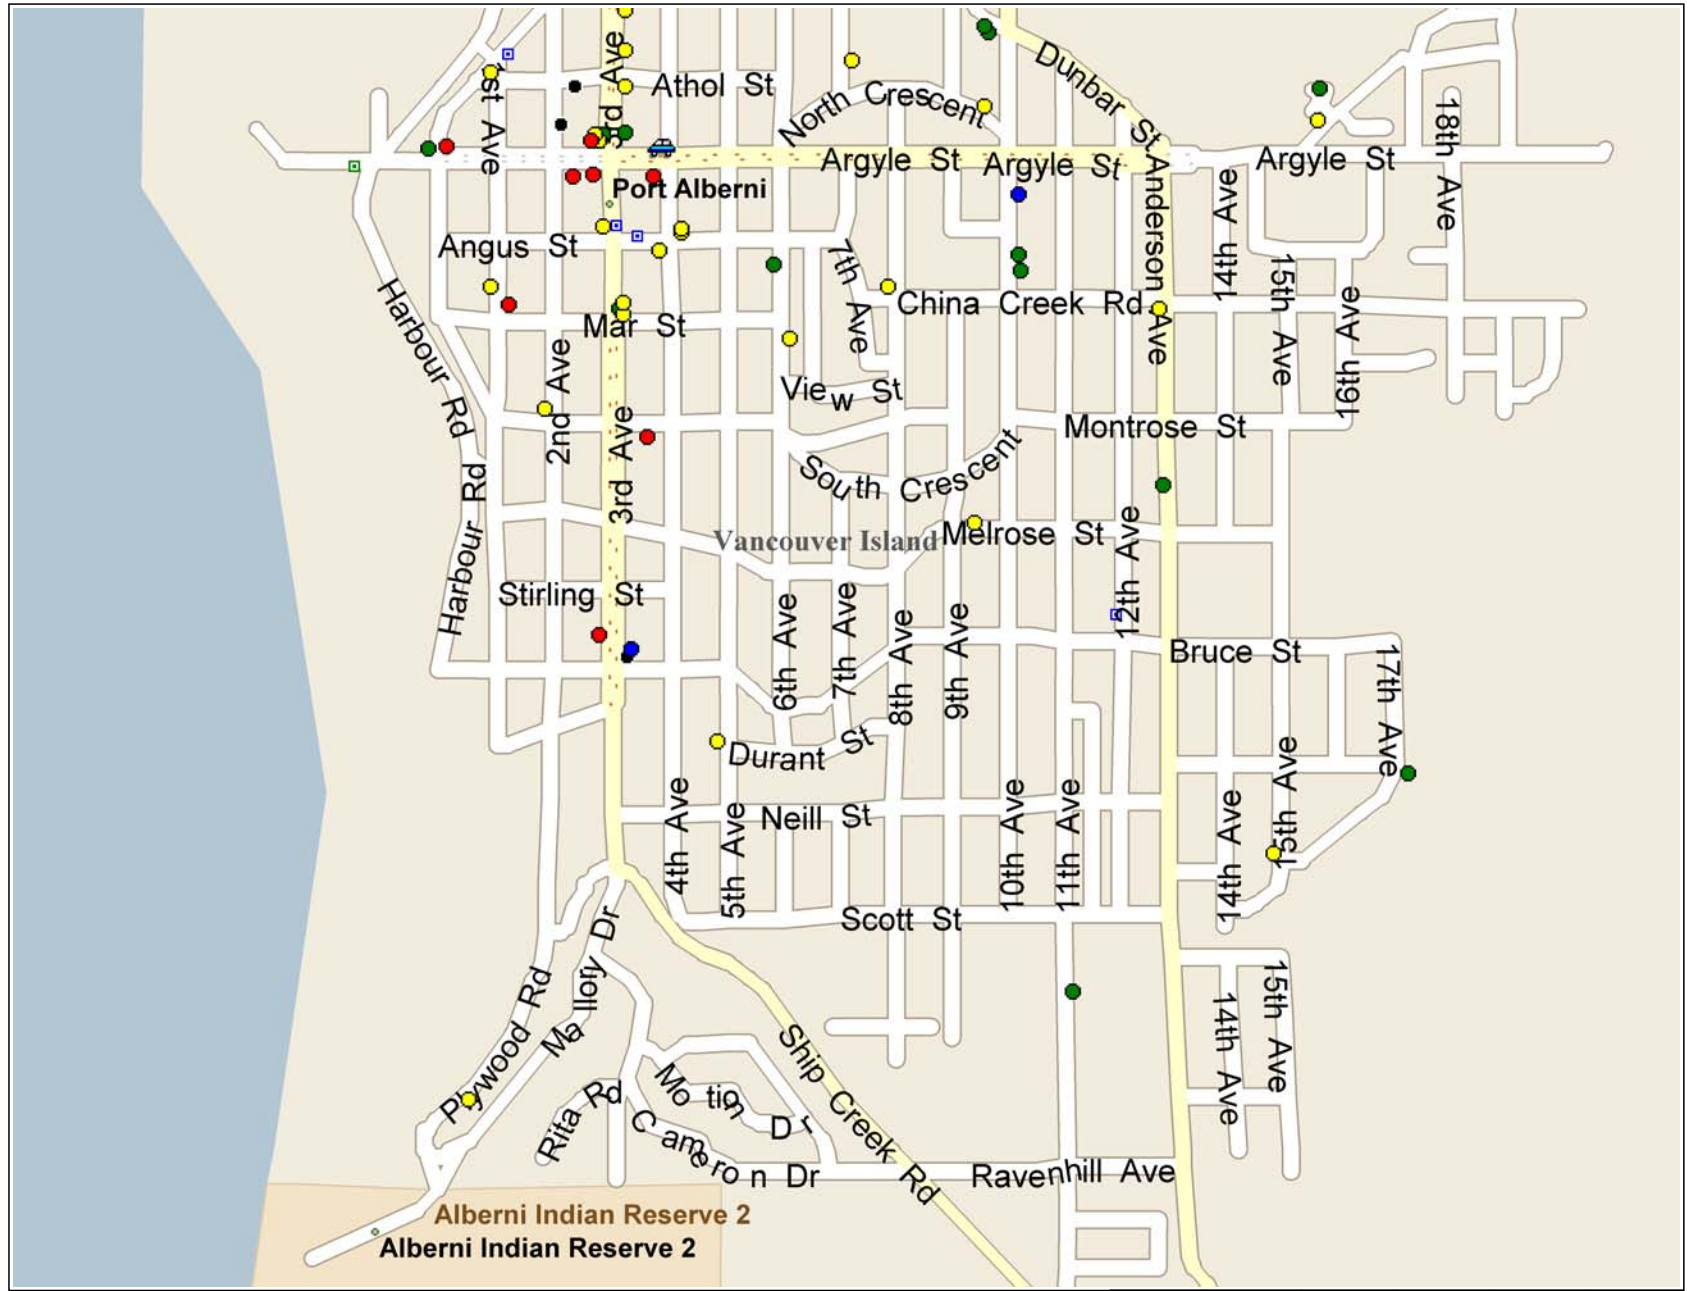 3rd Ave
Dunbar St
1st Ave
Athol St
North Crescent
18th Ave
Argyle St
Argyle St
Argyle St
Port Alberni
Anderson Ave
14th Ave
Angus St
7th Ave
15th Ave
Harbour Rd
China Creek Rd
16th Ave
Mar St
2nd Ave
View St
3rd Ave
Montrose St
South Crescent
Harbour Rd
Vancouver Island
Melrose St
12th Ave
Stirling St
6th Ave
7th Ave
8th Ave
9th Ave
Bruce St
17th Ave
Durant St
15th Ave
4th Ave
5th Ave
Neill St
10th Ave
11th Ave
14th Ave
Scott St
Mallory Dr
Plywood Rd
15th Ave
14th Ave
Ship Creek Rd
Motion Dr
Rita Rd
Cameron Dr
Ravenhill Ave
Alberni Indian Reserve 2
Alberni Indian Reserve 2